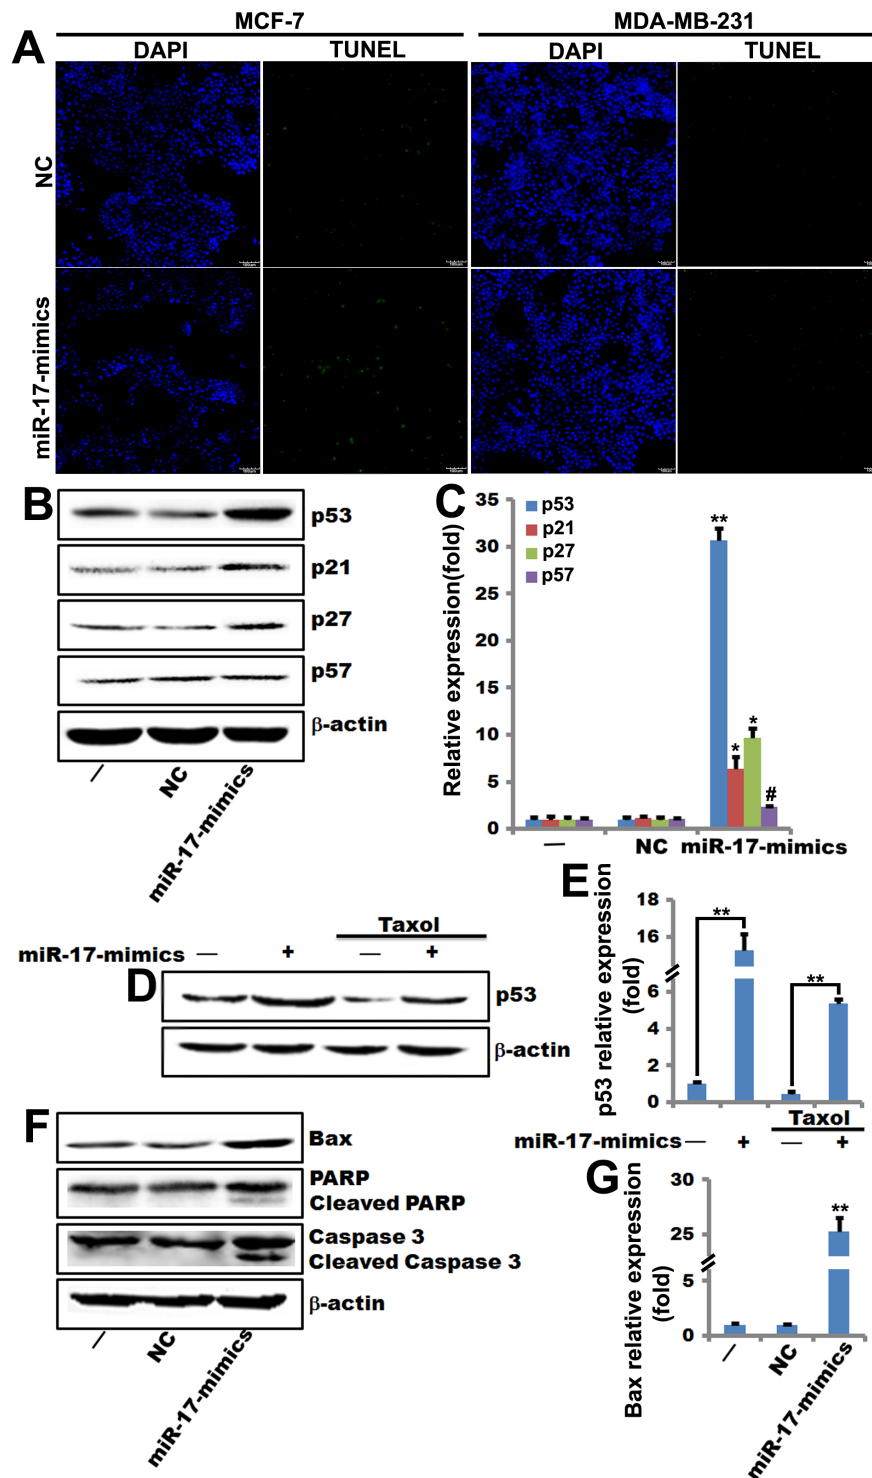 A
MCF-7 MDA-MB-231
DAPI TUNEL DAPI TUNEL
NC
miR-17-mimics
B
p53
p21
p27
p57
β-actin
— NC miR-17-mimics
C
Relative expression(fold)
35
30
25
20
15
10
5
0
p53
p21
p27
p57
**
*
*
#
— NC miR-17-mimics
D
Taxol
miR-17-mimics — + — +
p53
β-actin
E
p53 relative expression
(fold)
18
16
6
4
2
0
**
**
Taxol
miR-17-mimics — + — +
F
Bax
PARP
Cleaved PARP
Caspase 3
Cleaved Caspase 3
β-actin
— NC miR-17-mimics
G
Bax relative expression
(fold)
30
25
5
0
**
— NC miR-17-mimics